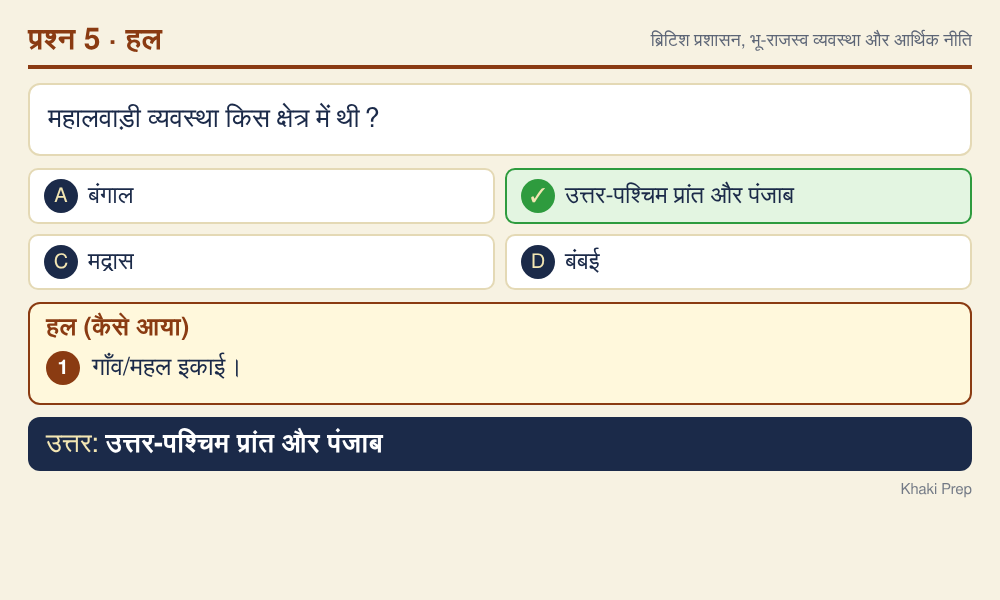 प्रश्न 5 · हल
ब्रिटिश प्रशासन, भू-राजस्व व्यवस्था और आर्थिक नीति
महालवाड़ी व्यवस्था किस क्षेत्र में थी ?
A बंगाल
✓ उत्तर-पश्चिम प्रांत और पंजाब
C मद्रास
D बंबई
हल (कैसे आया)
1 गाँव/महल इकाई।
उत्तर: उत्तर-पश्चिम प्रांत और पंजाब
Khaki Prep